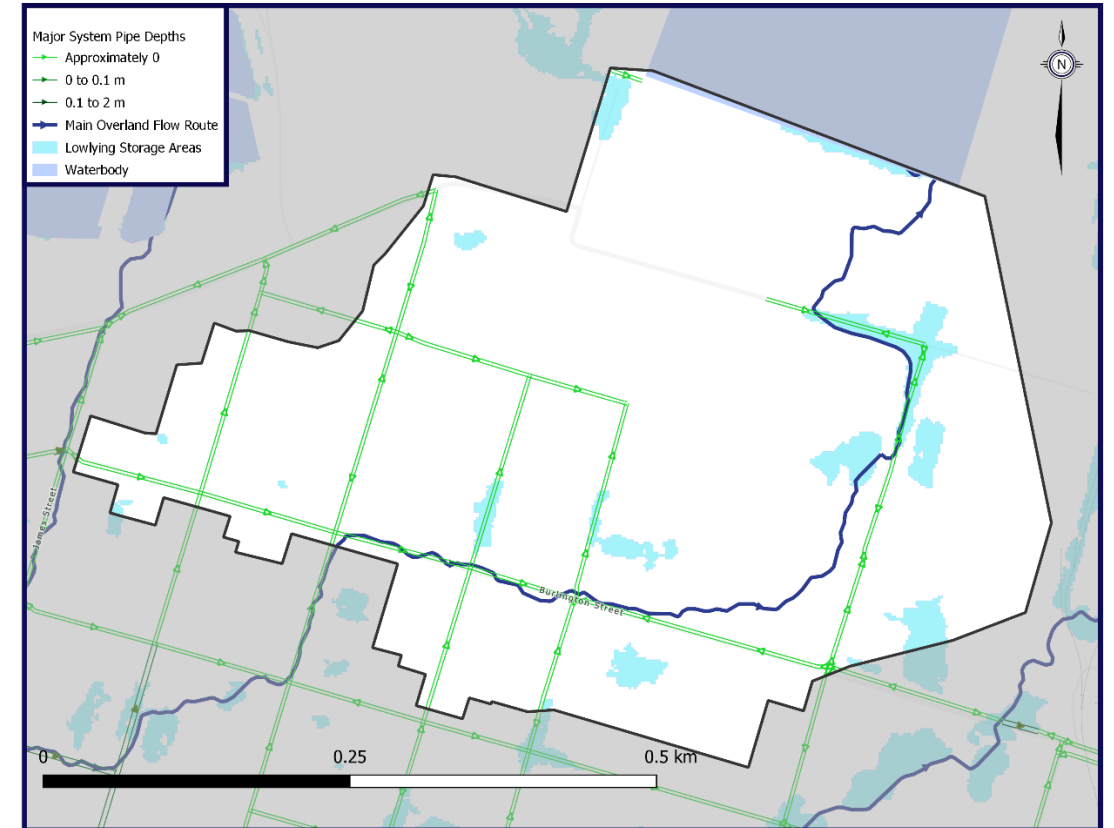 Major System Pipe Depths
Approximately 0
0 to 0.1 m
0.1 to 2 m
Main Overland Flow Route
Lowlying Storage Areas
Waterbody
N
James Street
Burlington Street
0 0.25 0.5 km